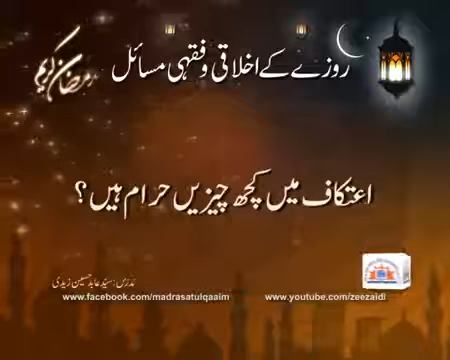 روزے کے اخلاقی و فقہی مسائل
رمضان کریم
اعتکاف میں کچھ چیزیں حرام ہیں؟
مدرس: سید عابد حسین زیدی
www.facebook.com/madrasatulqaaim
www.youtube.com/zeezaidi